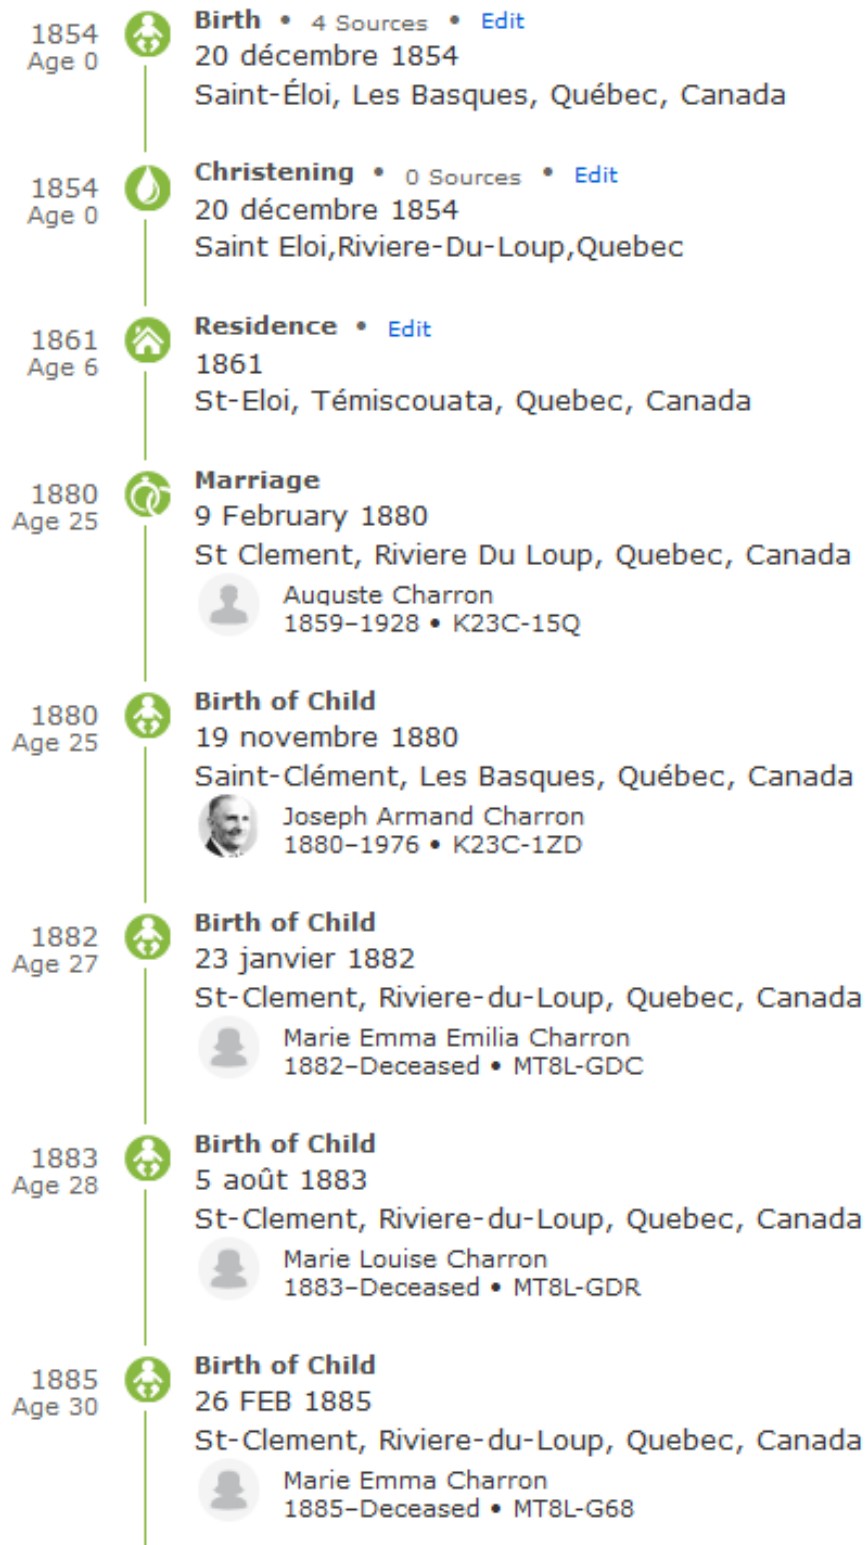 1854
Age 0
Birth • 4 Sources • Edit
20 décembre 1854
Saint-Éloi, Les Basques, Québec, Canada
1854
Age 0
Christening • 0 Sources • Edit
20 décembre 1854
Saint Eloi,Riviere-Du-Loup,Quebec
1861
Age 6
Residence • Edit
1861
St-Eloi, Témiscouata, Quebec, Canada
1880
Age 25
Marriage
9 February 1880
St Clement, Riviere Du Loup, Quebec, Canada
Auguste Charron
1859–1928 • K23C-15Q
1880
Age 25
Birth of Child
19 novembre 1880
Saint-Clément, Les Basques, Québec, Canada
Joseph Armand Charron
1880–1976 • K23C-1ZD
1882
Age 27
Birth of Child
23 janvier 1882
St-Clement, Riviere-du-Loup, Quebec, Canada
Marie Emma Emilia Charron
1882–Deceased • MT8L-GDC
1883
Age 28
Birth of Child
5 août 1883
St-Clement, Riviere-du-Loup, Quebec, Canada
Marie Louise Charron
1883–Deceased • MT8L-GDR
1885
Age 30
Birth of Child
26 FEB 1885
St-Clement, Riviere-du-Loup, Quebec, Canada
Marie Emma Charron
1885–Deceased • MT8L-G68